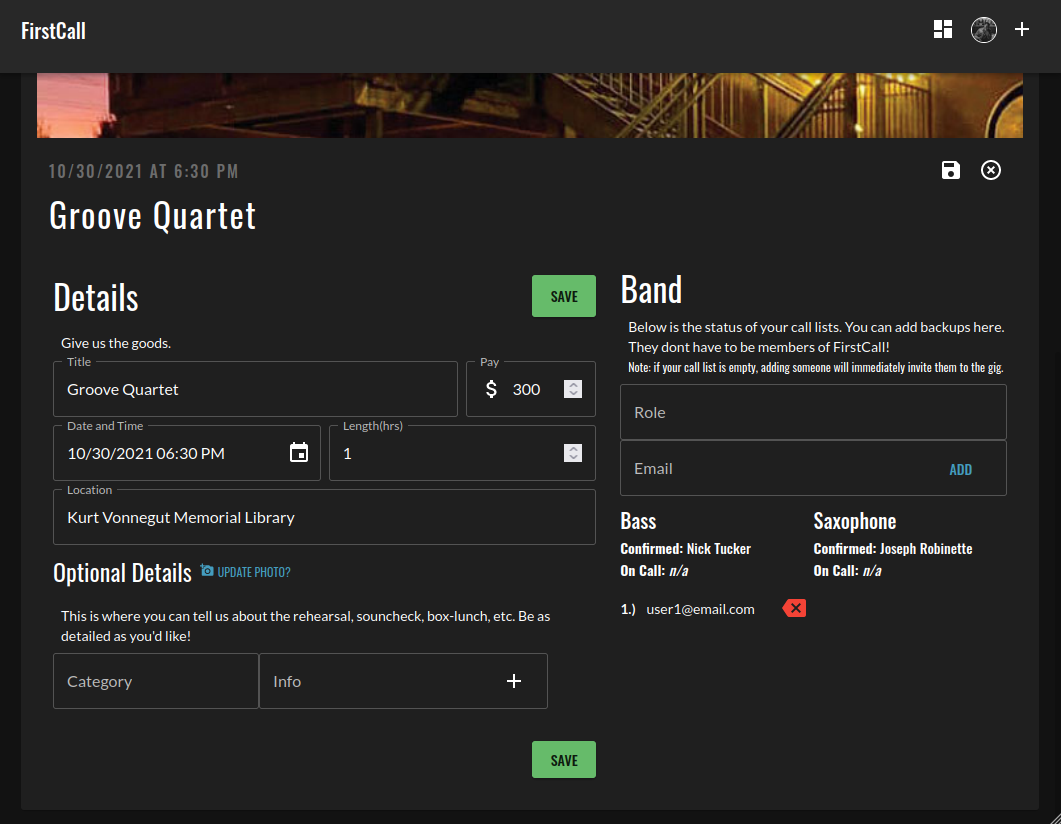 FirstCall
10/30/2021 AT 6:30 PM
Groove Quartet
Details
SAVE
Give us the goods.
Title
Groove Quartet
Pay
$ 300
Date and Time
10/30/2021 06:30 PM
Length(hrs)
1
Location
Kurt Vonnegut Memorial Library
Optional Details
UPDATE PHOTO?
This is where you can tell us about the rehearsal, souncheck, box-lunch, etc. Be as
detailed as you'd like!
Category
Info
SAVE
Band
Below is the status of your call lists. You can add backups here.
They dont have to be members of FirstCall!
Note: if your call list is empty, adding someone will immediately invite them to the gig.
Role
Email
ADD
Bass
Confirmed: Nick Tucker
On Call: n/a
1.) user1@email.com
Saxophone
Confirmed: Joseph Robinette
On Call: n/a